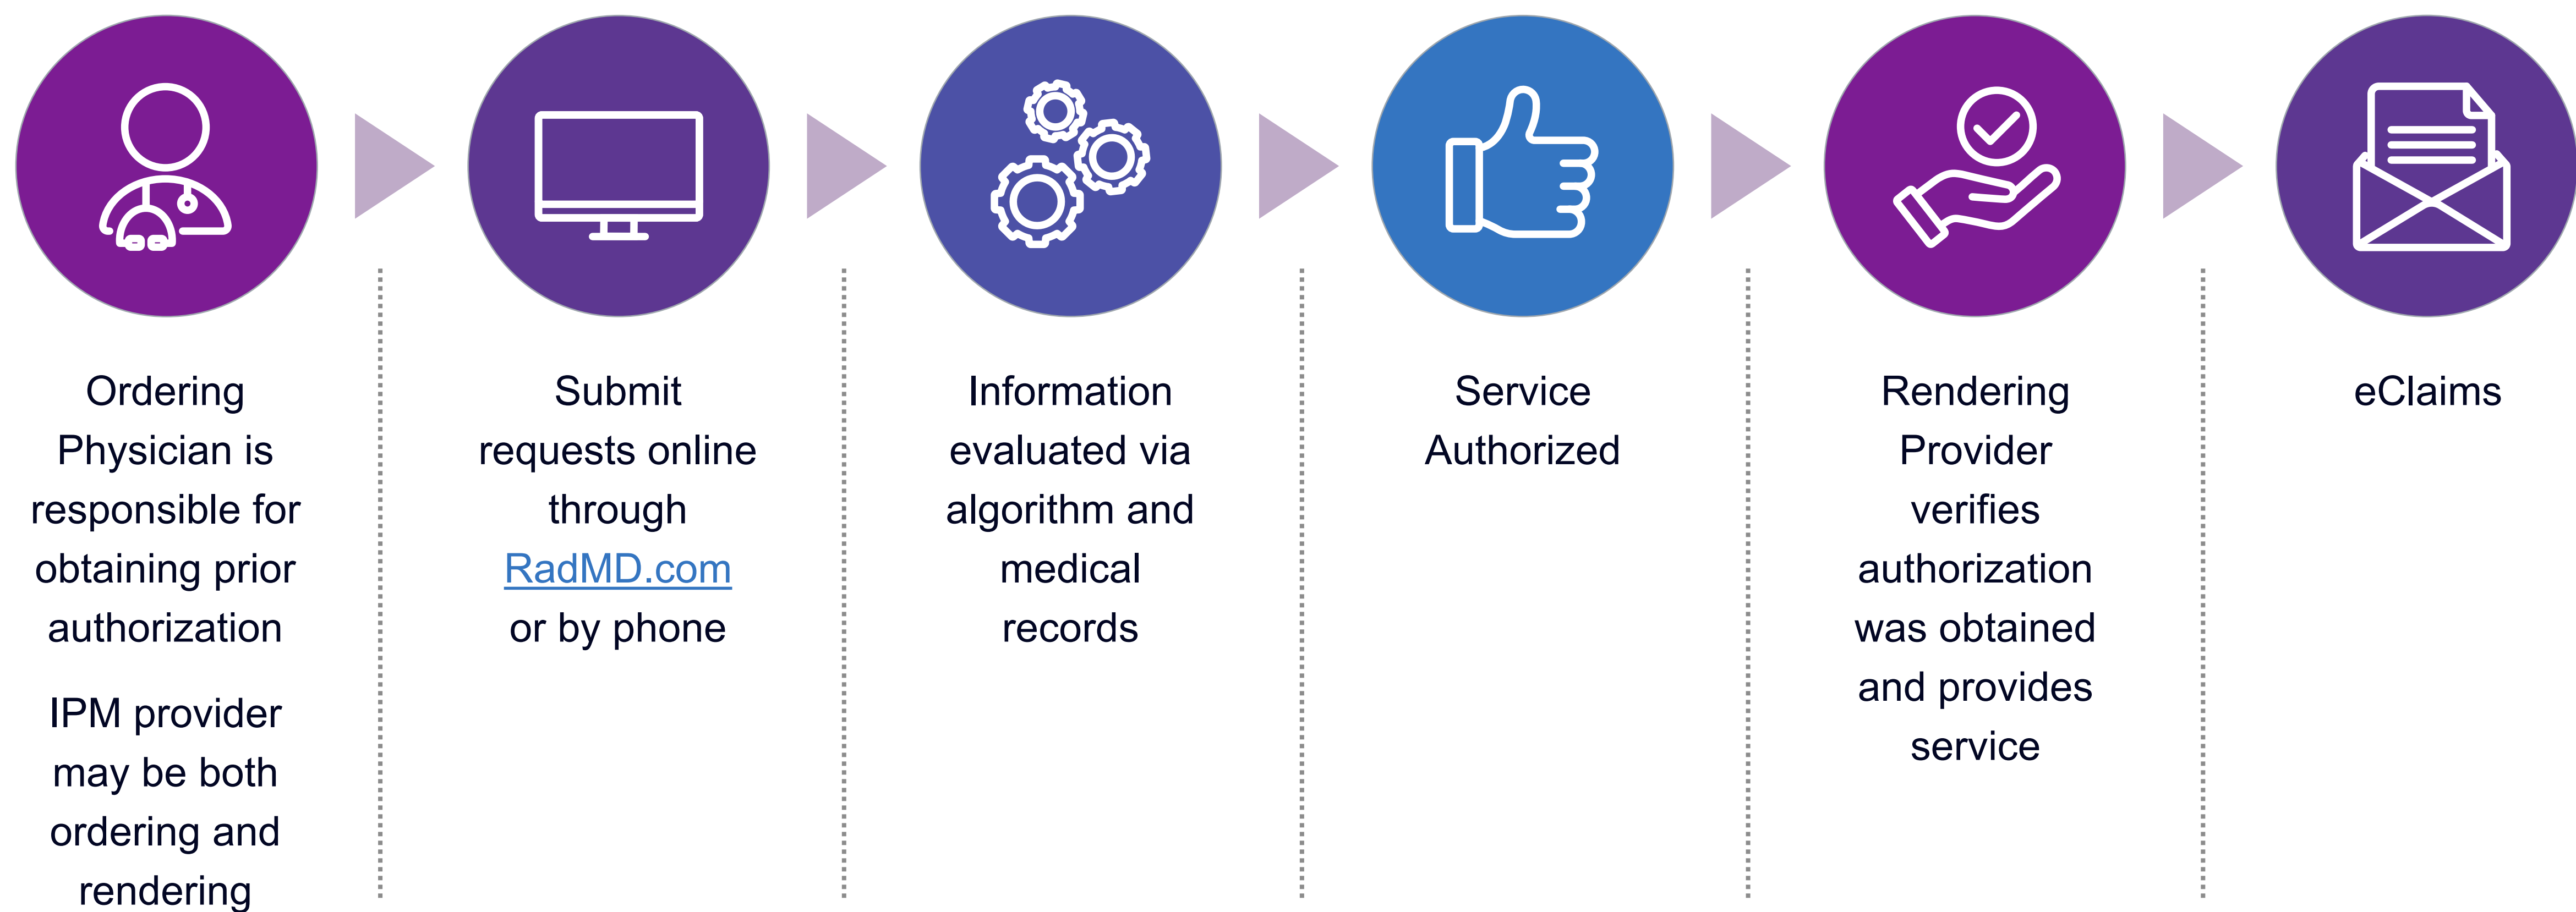 Ordering
Physician is
responsible for
obtaining prior
authorization
IPM provider
may be both
ordering and
rendering
Submit
requests online
through
RadMD.com
or by phone
Information
evaluated via
algorithm and
medical
records
Service
Authorized
Rendering
Provider
verifies
authorization
was obtained
and provides
service
eClaims